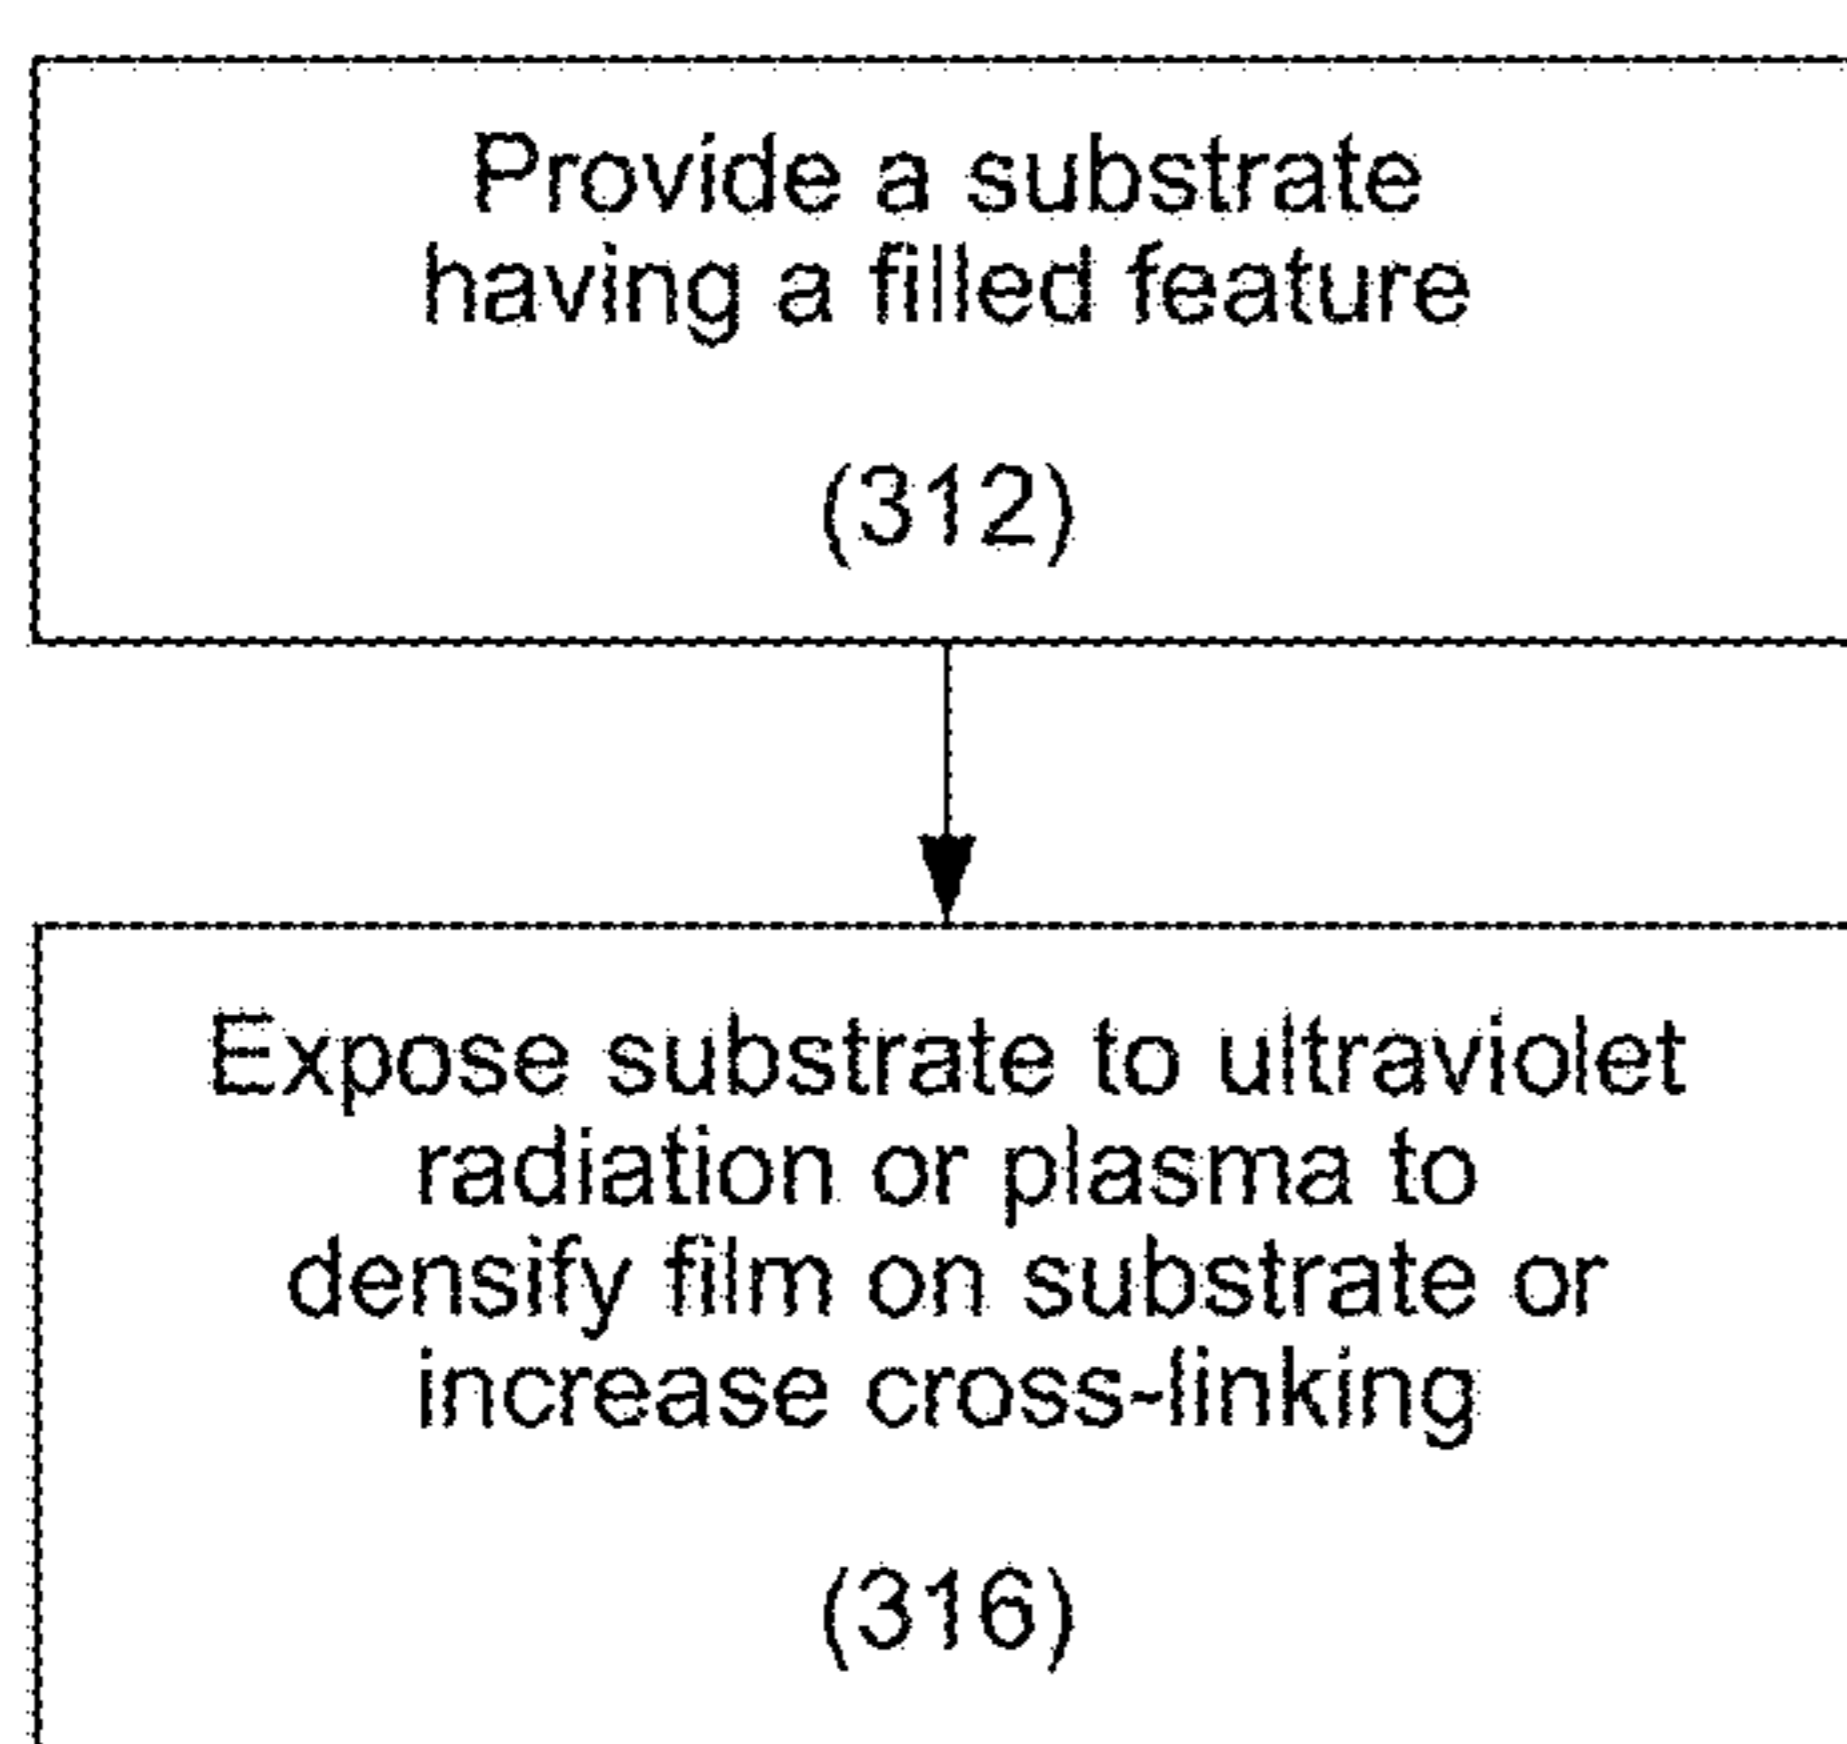 Provide a substrate
having a filled feature
(312)
Expose substrate to ultraviolet
radiation or plasma to
densify film on substrate or
increase cross-linking
(316)